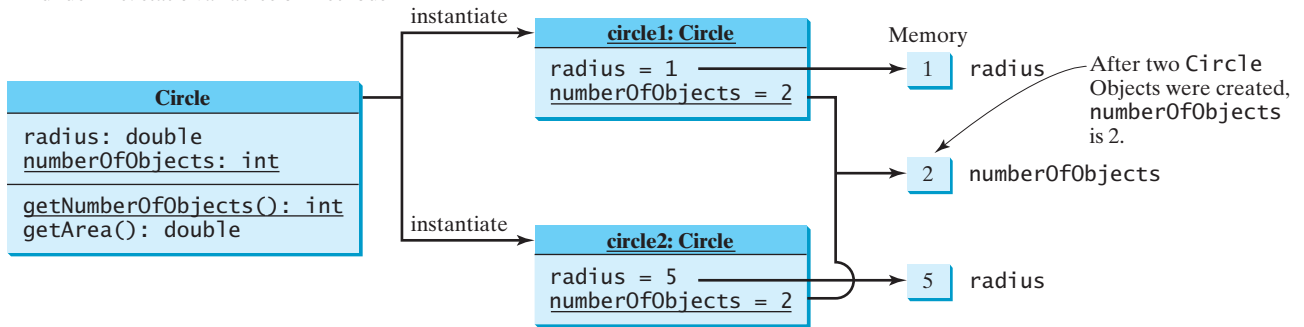 instantiate
circle1: Circle
radius = 1
numberOfObjects = 2
Memory
1 radius
After two Circle
Objects were created,
numberOfObjects
is 2.
Circle
radius: double
numberOfObjects: int
getNumberOfObjects(): int
getArea(): double
2 numberOfObjects
instantiate
circle2: Circle
radius = 5
numberOfObjects = 2
5 radius